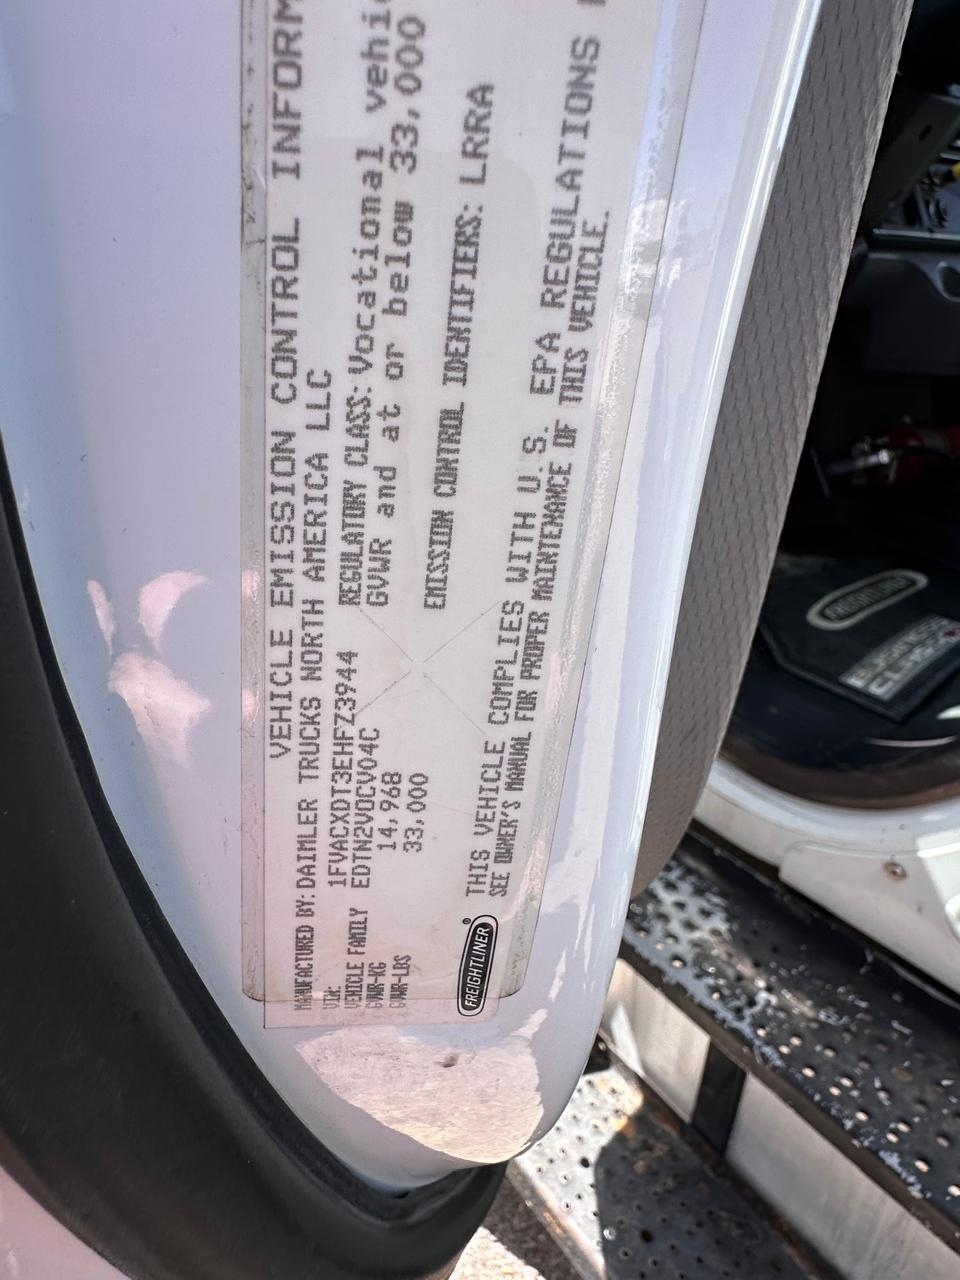 VEHICLE EMISSION CONTROL INFORM
MANUFACTURED BY: DAIMLER TRUCKS NORTH AMERICA LLC
VIN: 1FVACXDT3EHFZ3944
REGULATORY CLASS: Vocational vehic
VEHICLE FAMILY EDTN2VOCV04C
GVWR and at or below 33,000
GVWR-KG 14,968
GVWR-LBS 33,000
EMISSION CONTROL IDENTIFIERS: LRRA
THIS VEHICLE COMPLIES WITH U.S. EPA REGULATIONS
SEE OWNER'S MANUAL FOR PROPER MAINTENANCE OF THIS VEHICLE.
FREIGHTLINER®
FREIGHTLINER